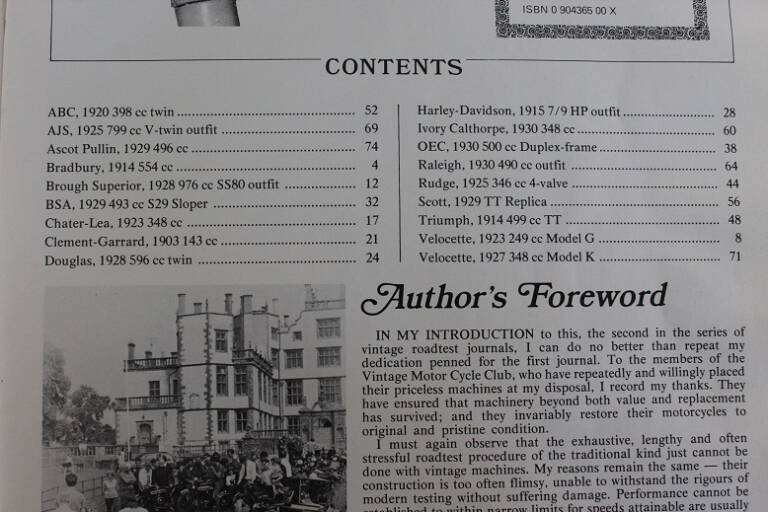 ISBN 0 904365 00 X
CONTENTS
ABC, 1920 398 cc twin 52
AJS, 1925 799 cc V-twin outfit 69
Ascot Pullin, 1929 496 cc 74
Bradbury, 1914 554 cc 4
Brough Superior, 1928 976 cc SS80 outfit 12
BSA, 1929 493 cc S29 Sloper 32
Chater-Lea, 1923 348 cc 17
Clement-Garrard, 1903 143 cc 21
Douglas, 1928 596 cc twin 24
Harley-Davidson, 1915 7/9 HP outfit 28
Ivory Calthorpe, 1930 348 cc 60
OEC, 1930 500 cc Duplex-frame 38
Raleigh, 1930 490 cc outfit 64
Rudge, 1925 346 cc 4-valve 44
Scott, 1929 TT Replica 56
Triumph, 1914 499 cc TT 48
Velocette, 1923 249 cc Model G 8
Velocette, 1927 348 cc Model K 71
Author's Foreword
IN MY INTRODUCTION to this, the second in the series of
vintage roadtest journals, I can do no better than repeat my
dedication penned for the first journal. To the members of the
Vintage Motor Cycle Club, who have repeatedly and willingly placed
their priceless machines at my disposal, I record my thanks. They
have ensured that machinery beyond both value and replacement
has survived; and they invariably restore their motorcycles to
original and pristine condition.
I must again observe that the exhaustive, lengthy and often
stressful roadtest procedure of the traditional kind just cannot be
done with vintage machines. My reasons remain the same — their
construction is too often flimsy, unable to withstand the rigours of
modern testing without suffering damage. Performance cannot be
established to within narrow limits for speeds attainable are usually